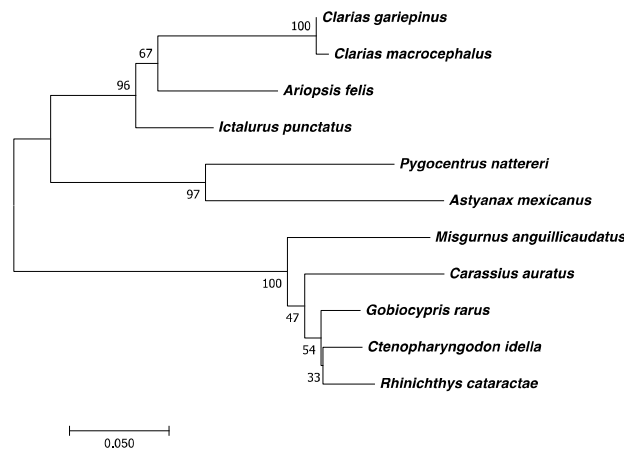 Clarias gariepinus
100
Clarias macrocephalus
67
Ariopsis felis
96
Ictalurus punctatus
Pygocentrus nattereri
97
Astyanax mexicanus
Misgurnus anguillicaudatus
100
Carassius auratus
47
Gobiocypris rarus
54
Ctenopharyngodon idella
33
Rhinichthys cataractae
0.050